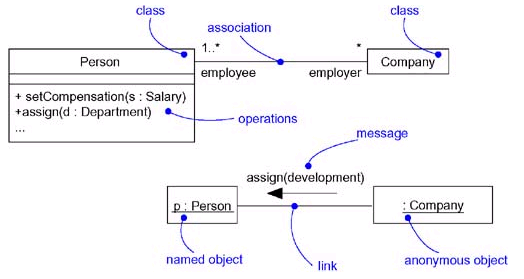 class
class
association
Person
1..*
*
Company
employee
employer
+ setCompensation(s : Salary)
+assign(d : Department)
...
operations
message
assign(development)
p : Person
: Company
named object
link
anonymous object